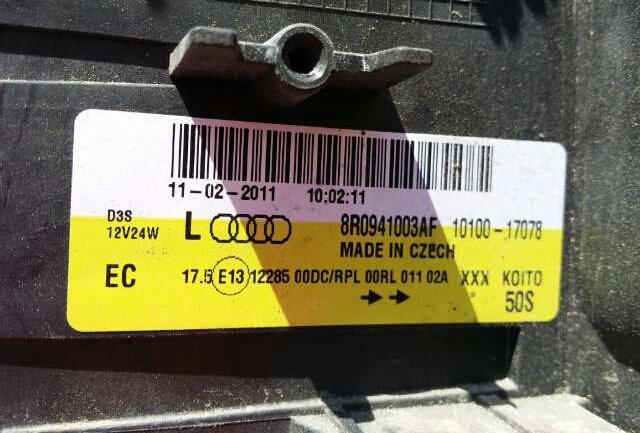 11-02-2011 10:02:11
D3S
12V24W
L 8R0941003AF 10100-17078
MADE IN CZECH
EC 17.5 E13 12285 00DC/RPL 00RL 011 02A XXX KOITO
50S